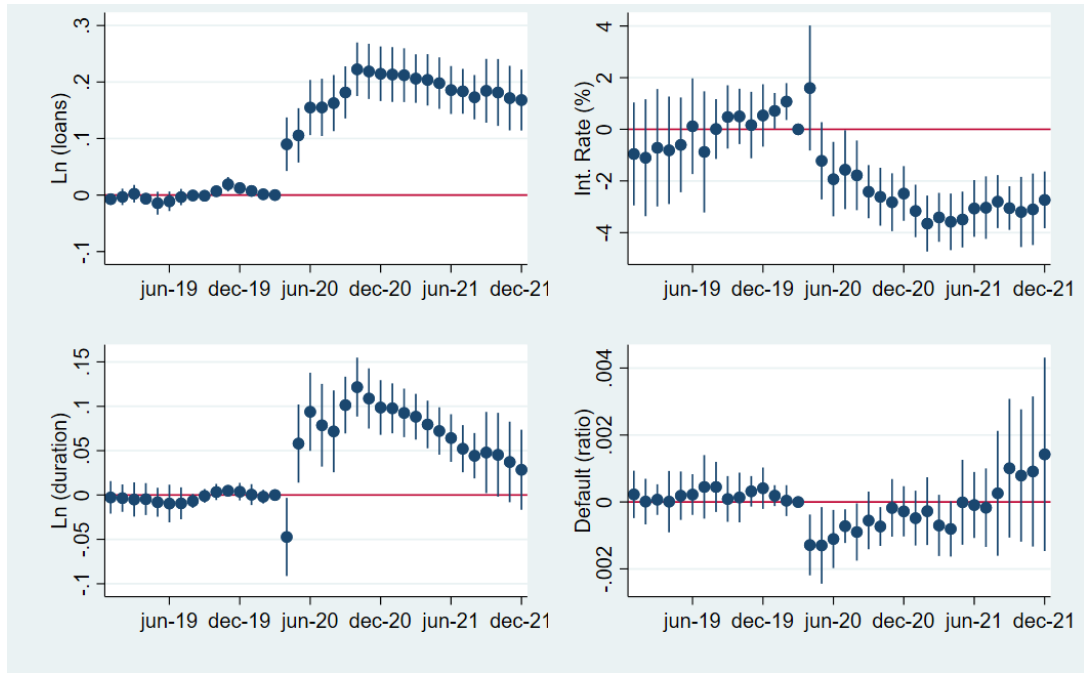 Ln (loans)
.3
.2
.1
0
-.1
jun-19 dec-19 jun-20 dec-20 jun-21 dec-21
Int. Rate (%)
4
2
0
-2
-4
jun-19 dec-19 jun-20 dec-20 jun-21 dec-21
Ln (duration)
.15
.1
.05
0
-.05
-.1
jun-19 dec-19 jun-20 dec-20 jun-21 dec-21
Default (ratio)
.004
.002
0
-.002
jun-19 dec-19 jun-20 dec-20 jun-21 dec-21